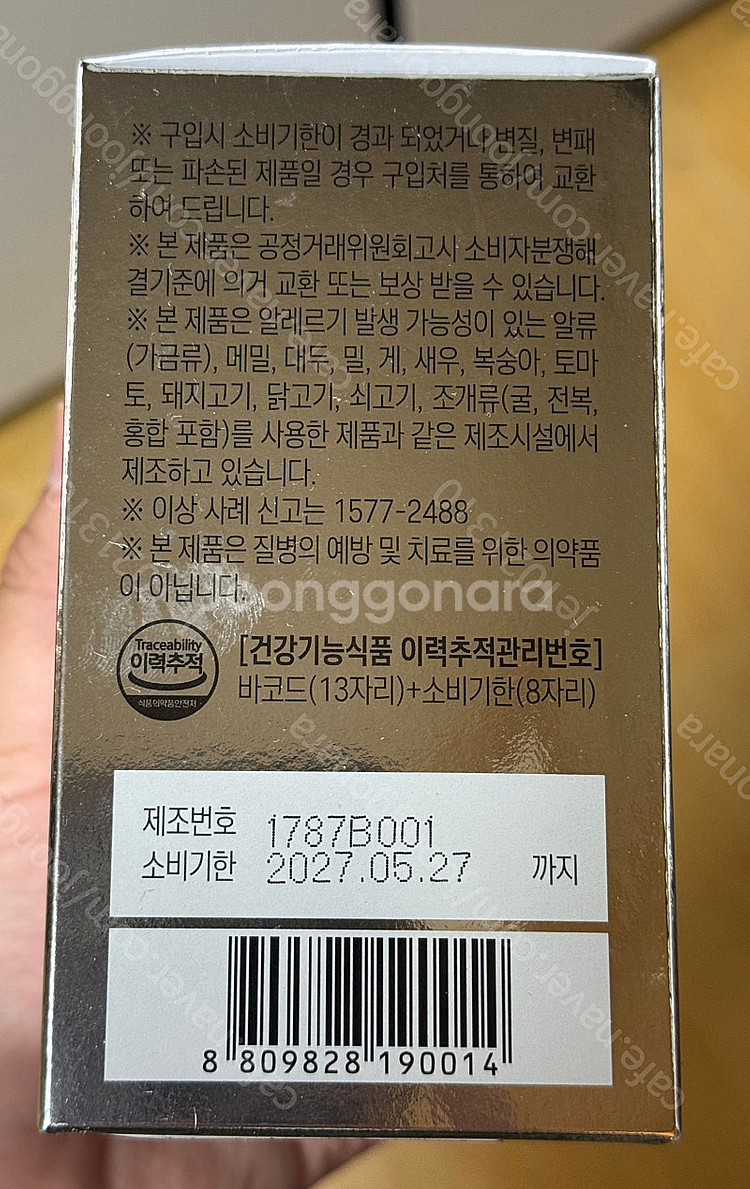 ※ 구입시 소비기한이 경과 되었거나 변질, 변패
또는 파손된 제품일 경우 구입처를 통하여 교환
하여 드립니다.
※ 본 제품은 공정거래위원회고시 소비자분쟁해
결기준에 의거 교환 또는 보상 받을 수 있습니다.
※ 본 제품은 알레르기 발생 가능성이 있는 알류
(가금류), 메밀, 대두, 밀, 게, 새우, 복숭아, 토마
토, 돼지고기, 닭고기, 쇠고기, 조개류(굴, 전복,
홍합 포함)를 사용한 제품과 같은 제조시설에서
제조하고 있습니다.
※ 이상 사례 신고는 1577-2488
※ 본 제품은 질병의 예방 및 치료를 위한 의약품
이 아닙니다.
joonggonara
Traceability
이력추적
식품의약품안전처
[건강기능식품 이력추적관리번호]
바코드(13자리)+소비기한(8자리)
제조번호 1787B001
소비기한 2027.05.27 까지
8 809828 190014